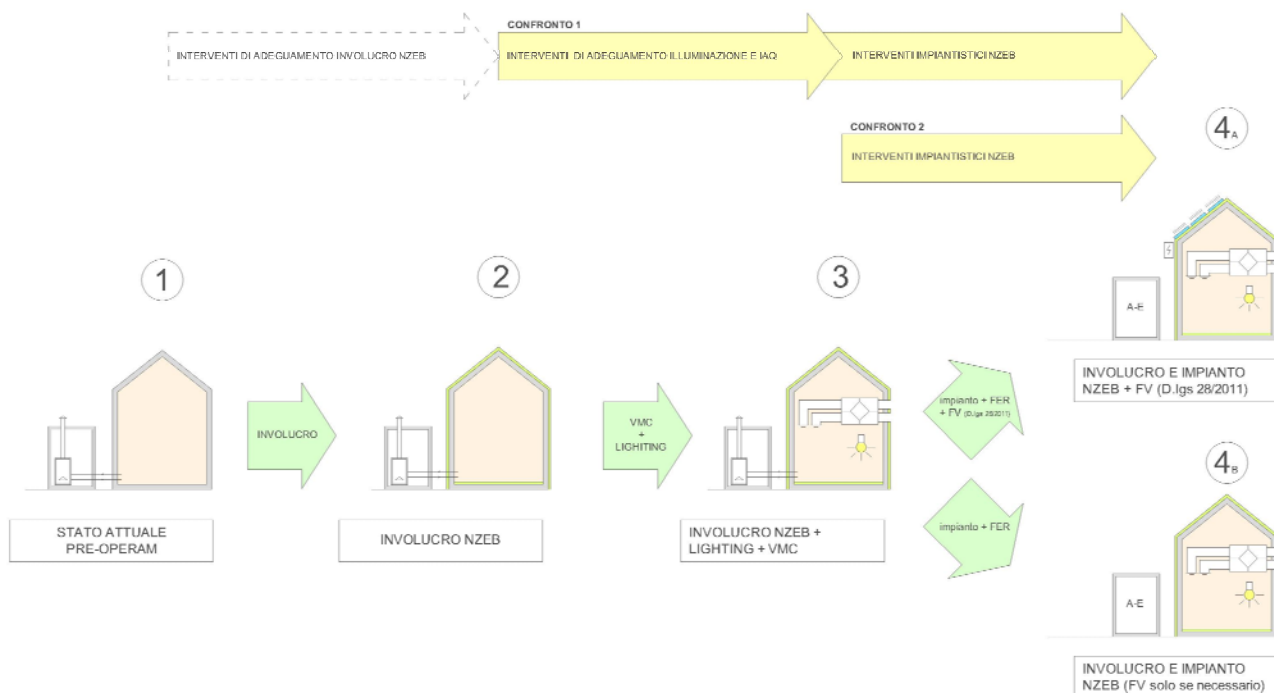 CONFRONTO 1
INTERVENTI DI ADEGUAMENTO INVOLUCRO NZEB
INTERVENTI DI ADEGUAMENTO ILLUMINAZIONE E IAQ
INTERVENTI IMPIANTISTICI NZEB
CONFRONTO 2
INTERVENTI IMPIANTISTICI NZEB
4A
1
2
3
A-E
INVOLUCRO E IMPIANTO
NZEB + FV (D.lgs 28/2011)
INVOLUCRO
VMC
+
LIGHITING
impianto + FER
+ FV (D.lgs 28/2011)
4B
STATO ATTUALE
PRE-OPERAM
INVOLUCRO NZEB
INVOLUCRO NZEB +
LIGHTING + VMC
impianto + FER
A-E
INVOLUCRO E IMPIANTO
NZEB (FV solo se necessario)